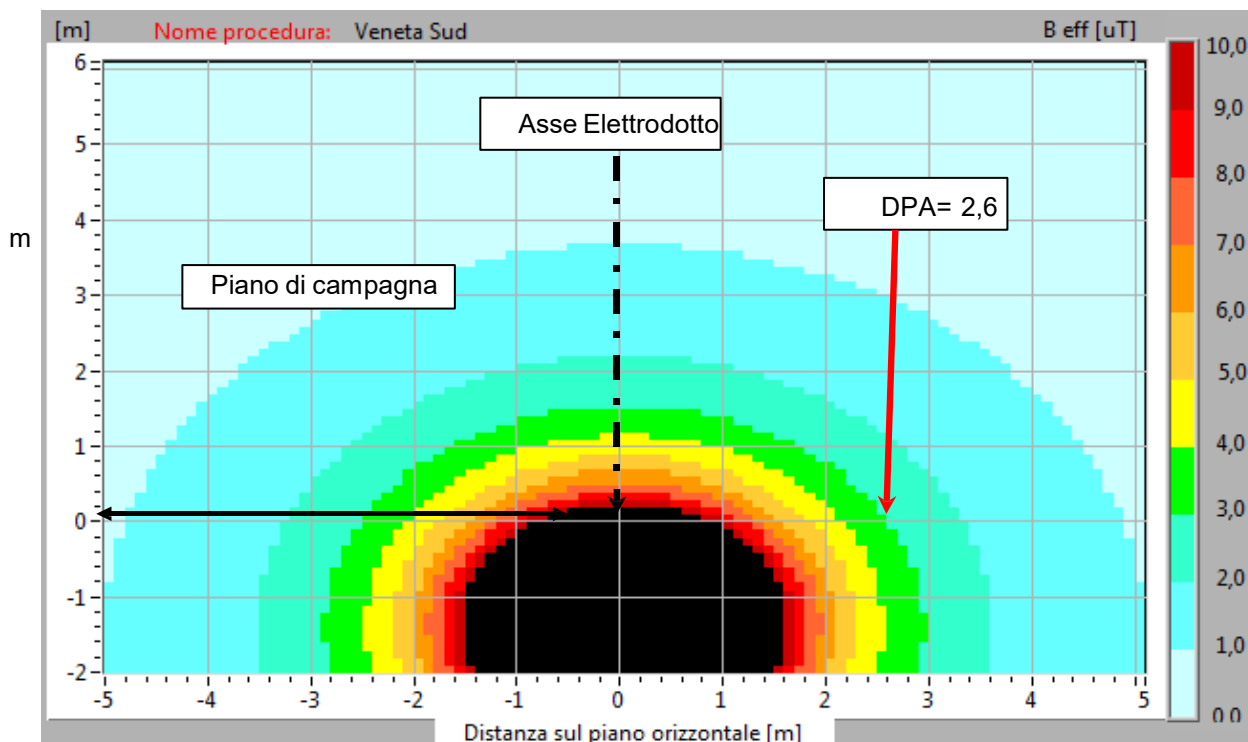 [m] Nome procedura: Veneta Sud B eff [uT]
Asse Elettrodotto
DPA= 2,6
Piano di campagna
m
6
5
4
3
2
1
0
-1
-2
-5 -4 -3 -2 -1 0 1 2 3 4 5
Distanza sul piano orizzontale [m]
10,0
9,0
8,0
7,0
6,0
5,0
4,0
3,0
2,0
1,0
0 0